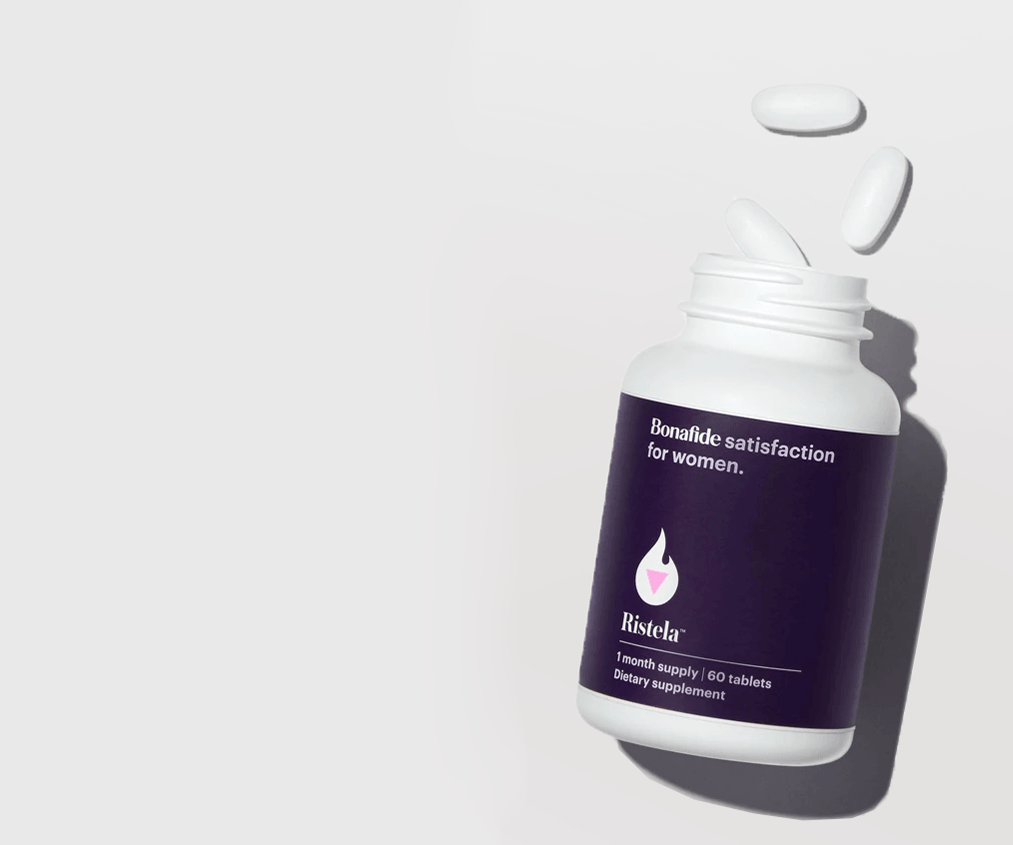 Bonafide satisfaction
for women.
Ristela™
1 month supply | 60 tablets
Dietary supplement